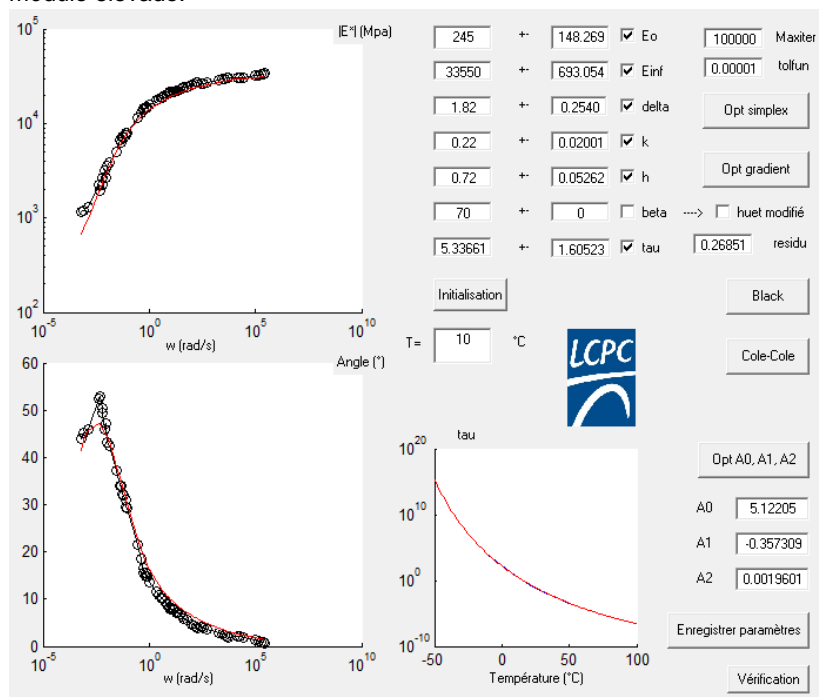 módulo elevado.
|E*| (Mpa)
10^5
10^4
10^3
10^2
10^-5 10^0 10^5 10^10
w (rad/s)
245 +- 148.269 Eo
33550 +- 693.054 Einf
1.82 +- 0.2540 delta
0.22 +- 0.02001 k
0.72 +- 0.05262 h
70 +- 0 beta ----> huet modifié
5.33661 +- 1.60523 tau
0.26851 residu
100000 Maxiter
0.00001 tolfun
Opt simplex
Opt gradient
Initialisation
Black
T= 10 °C
LCPC
Cole-Cole
Angle (°)
60
50
40
30
20
10
0
10^-5 10^0 10^5 10^10
w (rad/s)
tau
10^20
10^10
10^0
10^-10
-50 0 50 100
Température (°C)
Opt A0, A1, A2
A0 5.12205
A1 -0.357309
A2 0.0019601
Enregistrer paramètres
Vérification